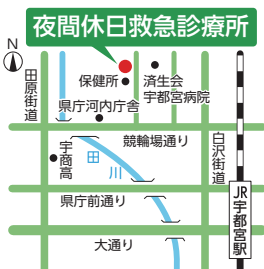 夜間休日救急診療所
N
田原街道
保健所
済生会
宇都宮病院
県庁河内庁舎
競輪場通り
白沢街道
宇商高
田川
県庁前通り
JR宇都宮駅
大通り